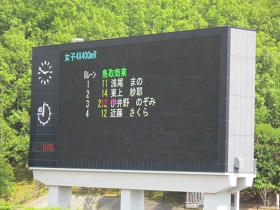 女子4X400mR
8レーン 鳥取商業
1 11 浅尾 まの
2 14 東上 紗耶
3 212 伊井野 のぞみ
4 12 近藤 さくら